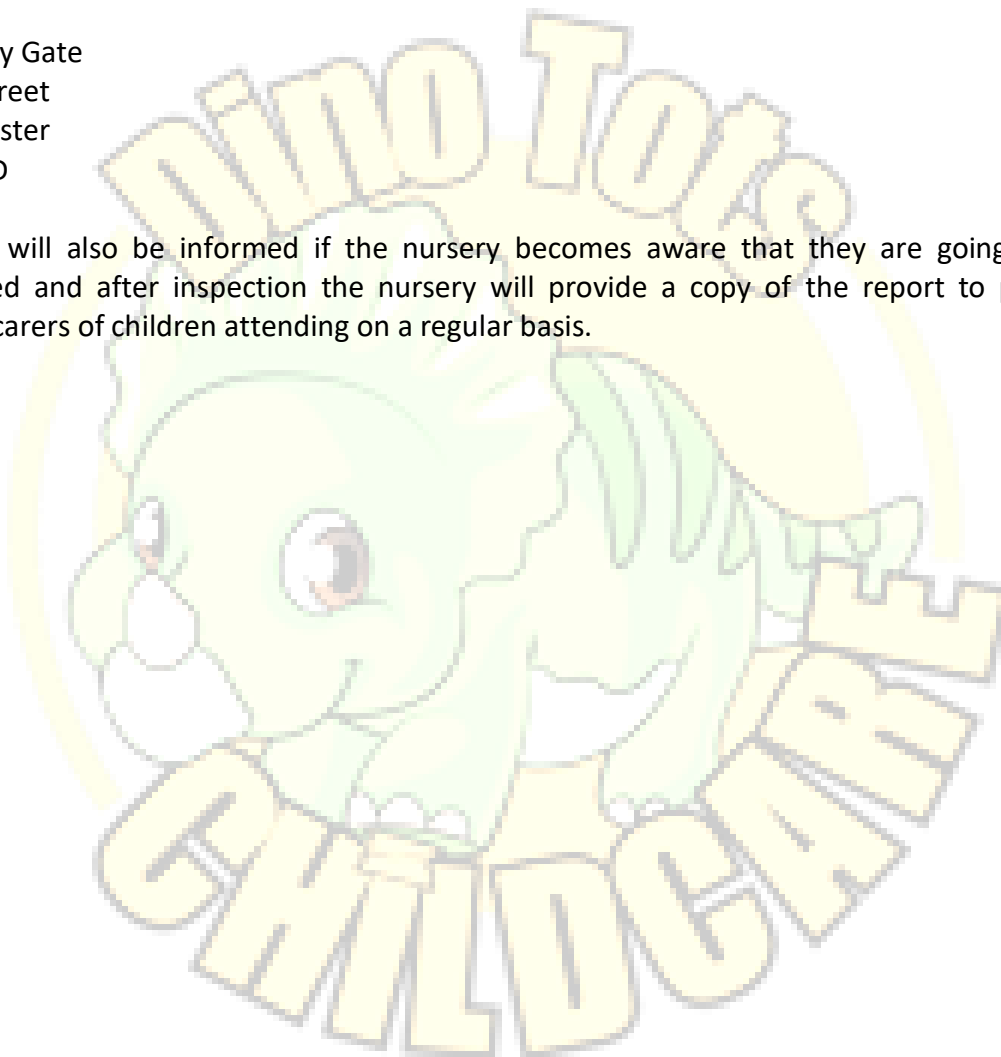 y Gate
reet
ster
D
will also be informed if the nursery becomes aware that they are going
ed and after inspection the nursery will provide a copy of the report to p
carers of children attending on a regular basis.
Dino Tots
CHILDCARE